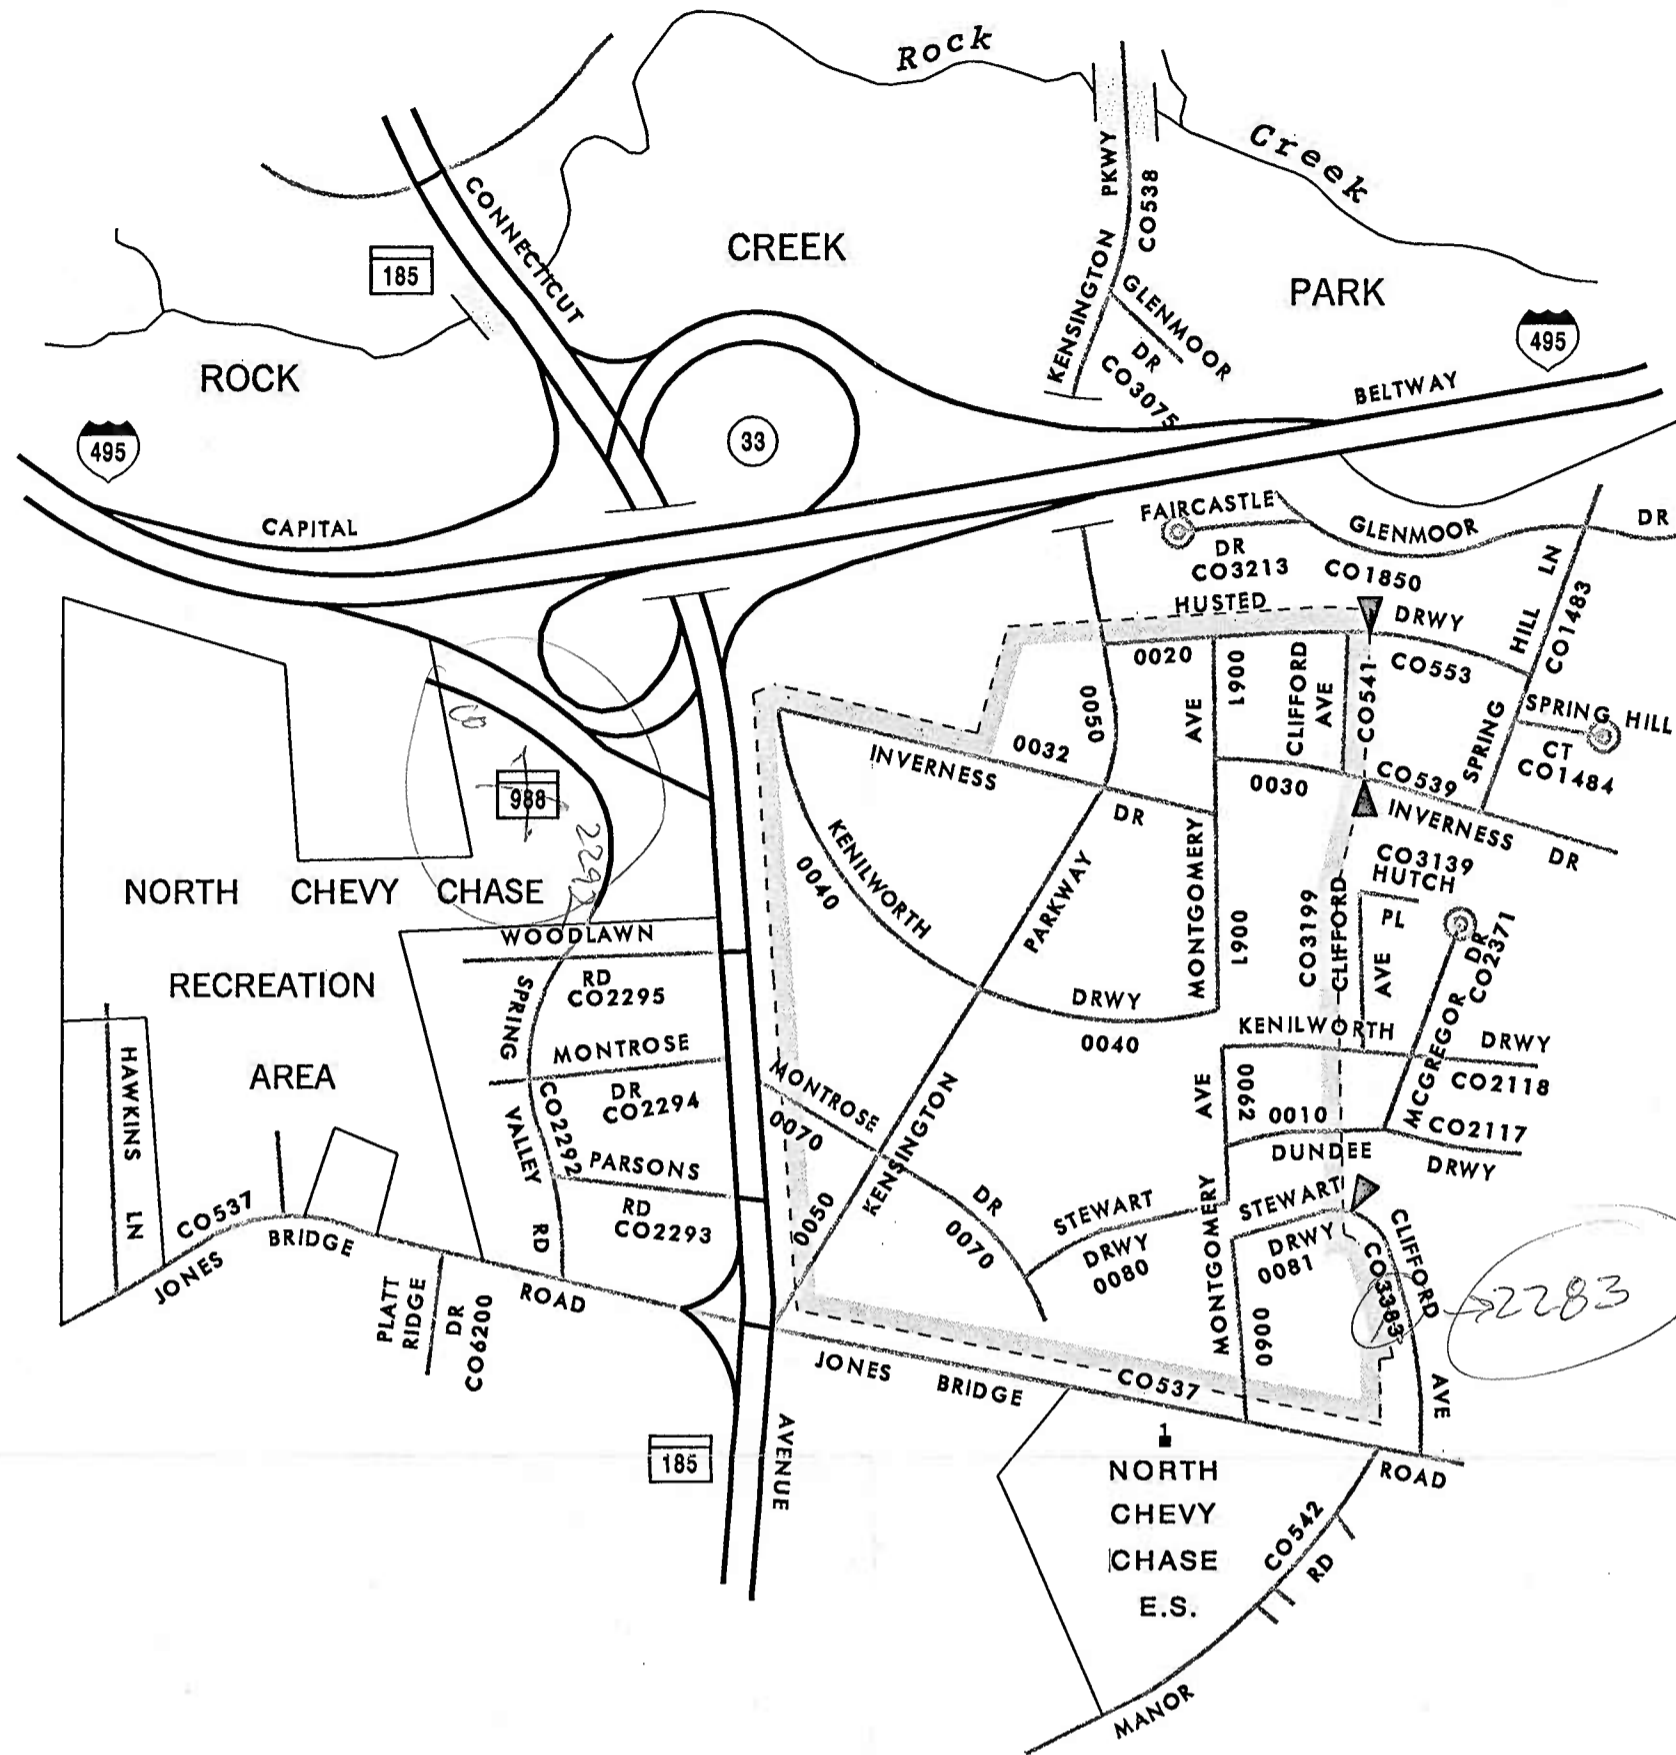 Rock
Creek
CONNECTICUT
185
CREEK
KENSINGTON PKWY
CO538
PARK
GLENMOOR
DR
CO3075
495
ROCK
BELTWAY
495
33
CAPITAL
FAIRCASTLE
DR
CO3213
GLENMOOR
DR
CO1850
HUSTED
DRWY
CO553
0020
HILL LN
CO1483
SPRING
SPRING HILL
CT
CO1484
0061
CLIFFORD
AVE
CO541
0050
AVE
INVERNESS
0032
DR
0030
CO539
INVERNESS
DR
CO
988
2292
KENILWORTH
0040
PARKWAY
MONTGOMERY
0061
CO3199
CLIFFORD
CO3139
HUTCH
PL
AVE
DR
CO2371
NORTH CHEVY CHASE
RECREATION
AREA
WOODLAWN
RD
CO2295
SPRING
MONTROSE
DR
CO2294
CO2292
VALLEY
PARSONS
RD
CO2293
RD
DRWY
0040
KENILWORTH
DRWY
CO2118
MCGREGOR
AVE
0062
0010
DUNDEE
CO2117
DRWY
HAWKINS
LN
CO537
JONES
BRIDGE
ROAD
PLATT
RIDGE
DR
CO6200
MONTROSE
0070
KENSINGTON
0050
DR
0070
STEWART
DRWY
0080
MONTGOMERY
STEWART
DRWY
0081
0060
CLIFFORD
CO3383
2283
AVE
JONES
BRIDGE
CO537
ROAD
185
AVENUE
1
NORTH
CHEVY
CHASE
E.S.
CO542
RD
MANOR